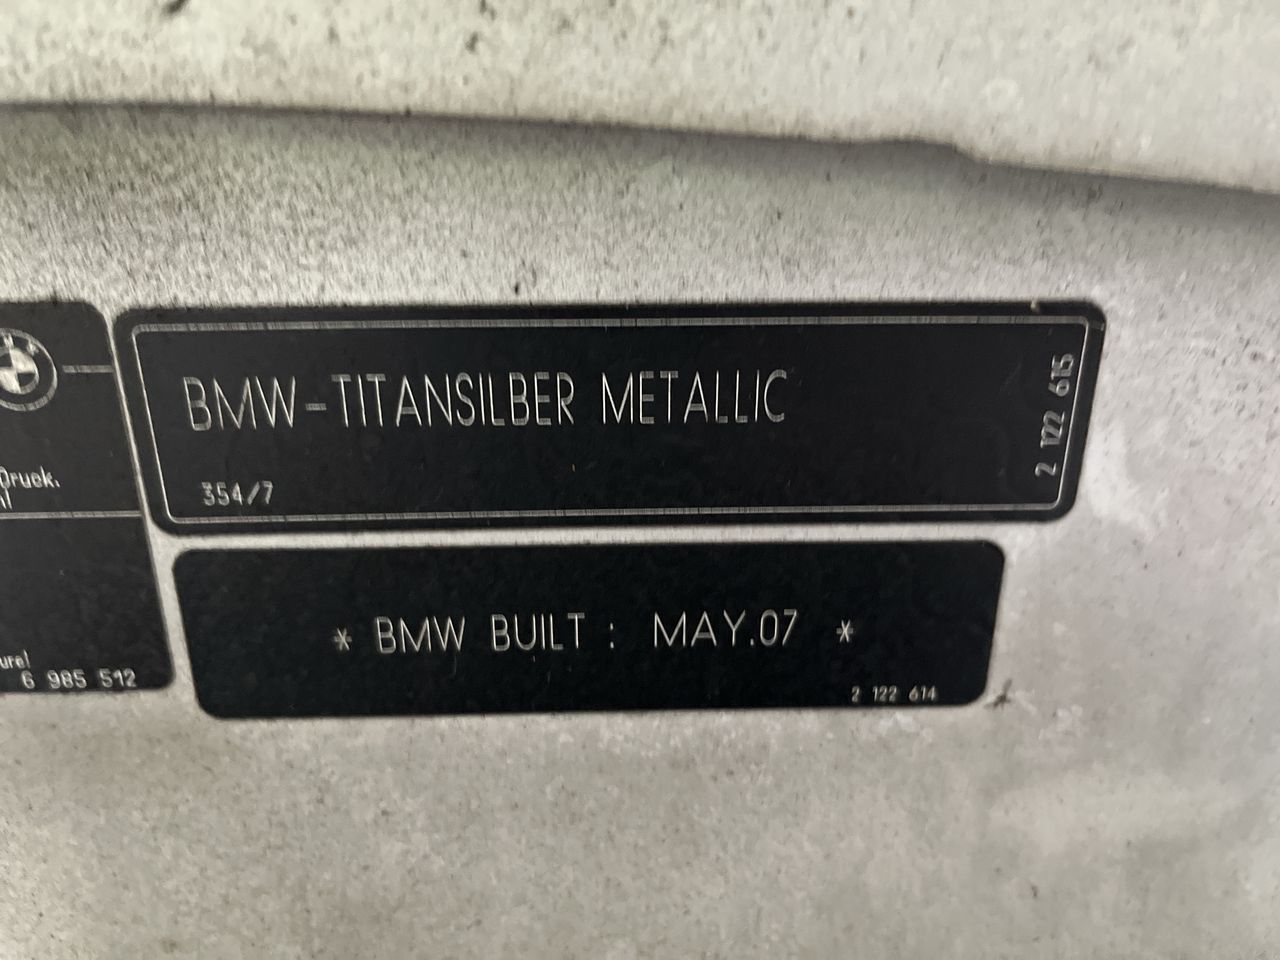 Druck.
6 985 512
BMW-TITANSILBER METALLIC
354/7
2 122 615
* BMW BUILT : MAY.07 *
2 122 614